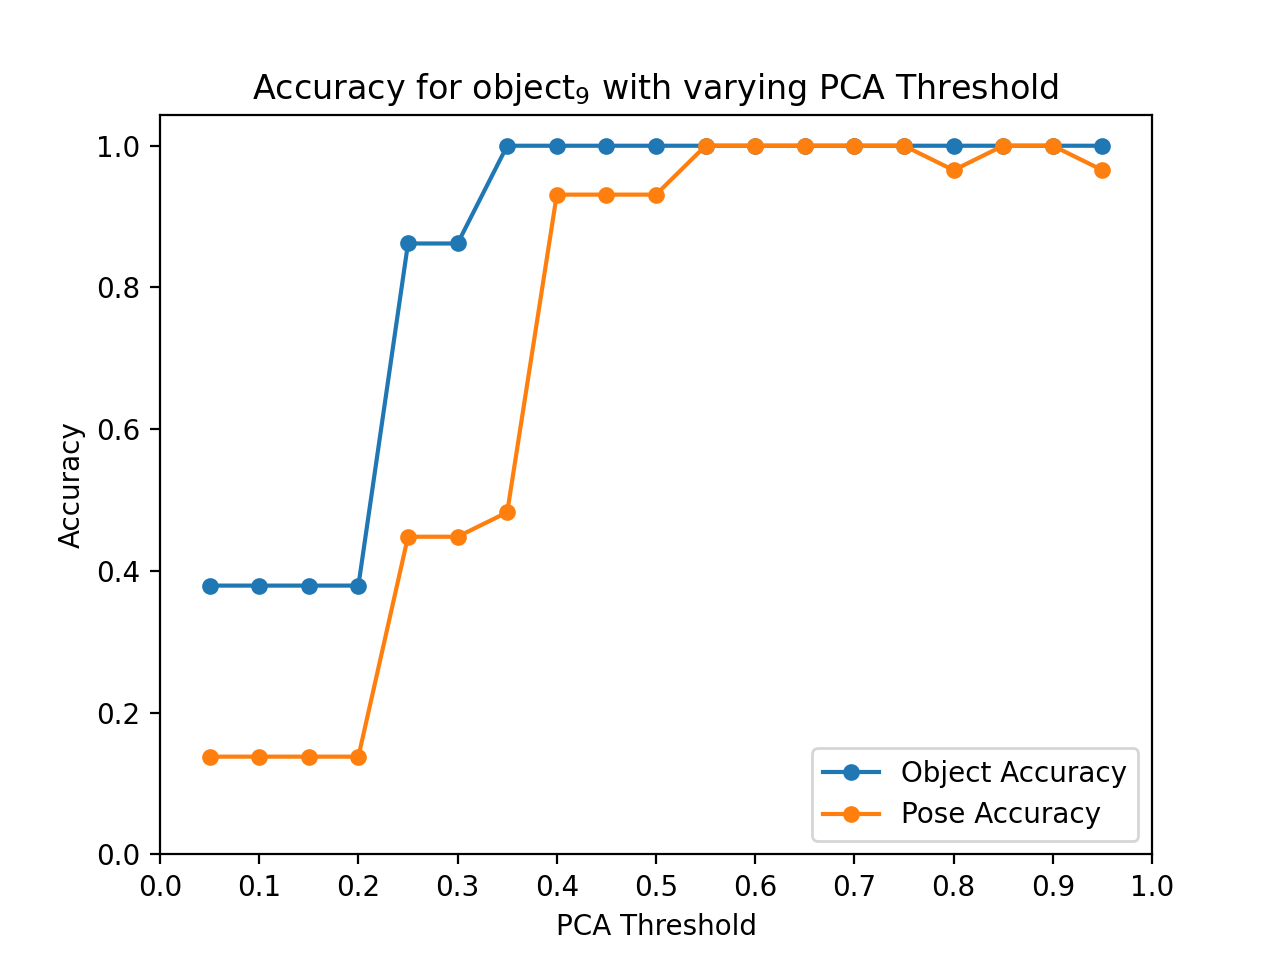 Accuracy for object₉ with varying PCA Threshold
1.0
0.8
0.6
0.4
0.2
0.0
Accuracy
Object Accuracy
Pose Accuracy
0.0 0.1 0.2 0.3 0.4 0.5 0.6 0.7 0.8 0.9 1.0
PCA Threshold